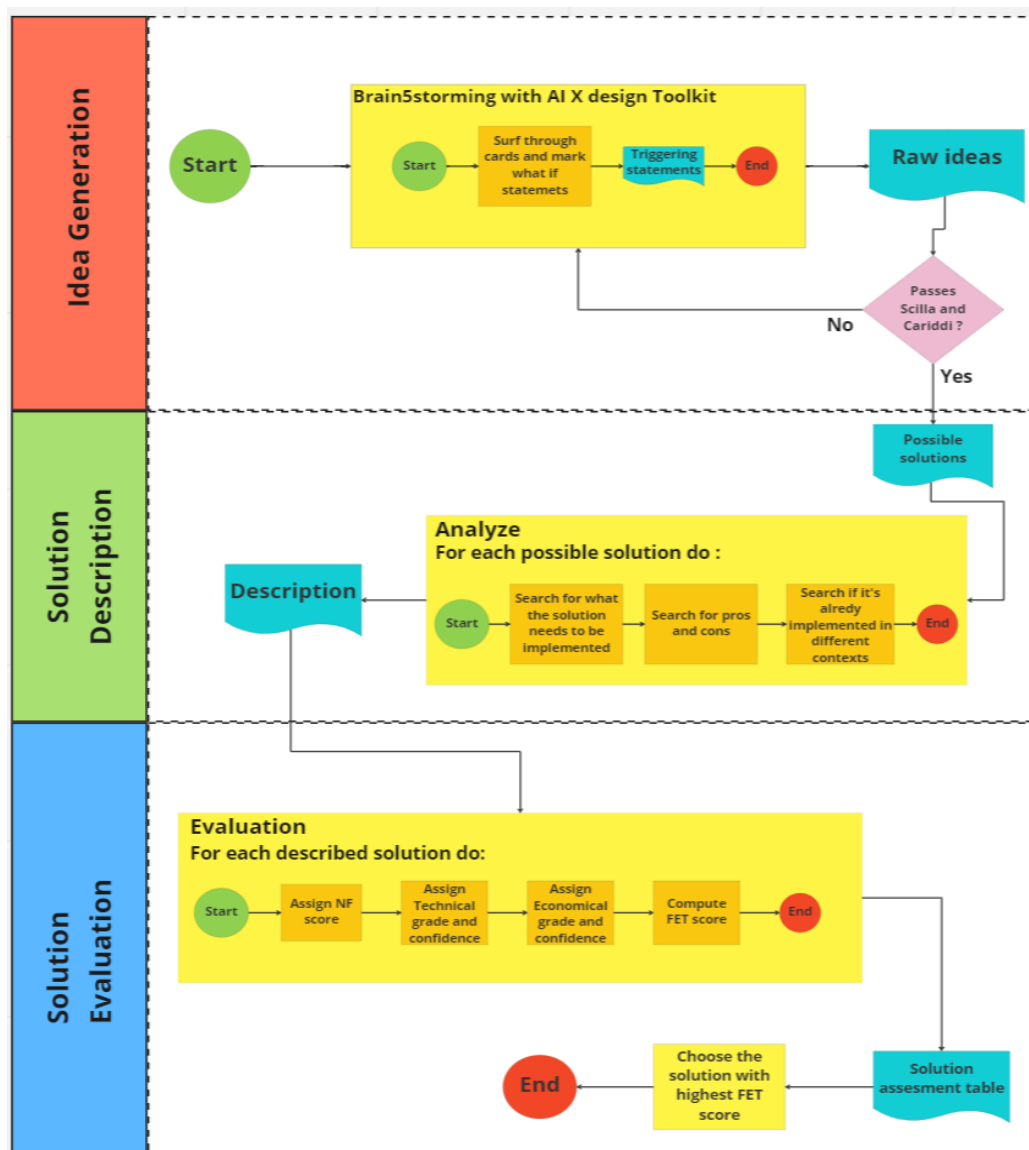 Idea Generation
Brain5storming with AI X design Toolkit
Start
Start
Surf through
cards and mark
what if
statemets
Triggering
statements
End
Raw ideas
Passes
Scilla and
Cariddi ?
No
Yes
Solution
Description
Possible
solutions
Analyze
For each possible solution do :
Start
Search for what
the solution
needs to be
implemented
Search for pros
and cons
Search if it's
alredy
implemented in
different
contexts
End
Description
Solution
Evaluation
Evaluation
For each described solution do:
Start
Assign NF
score
Assign
Technical
grade and
confidence
Assign
Economical
grade and
confidence
Compute
FET score
End
Solution
assesment table
Choose the
solution with
highest FET
score
End